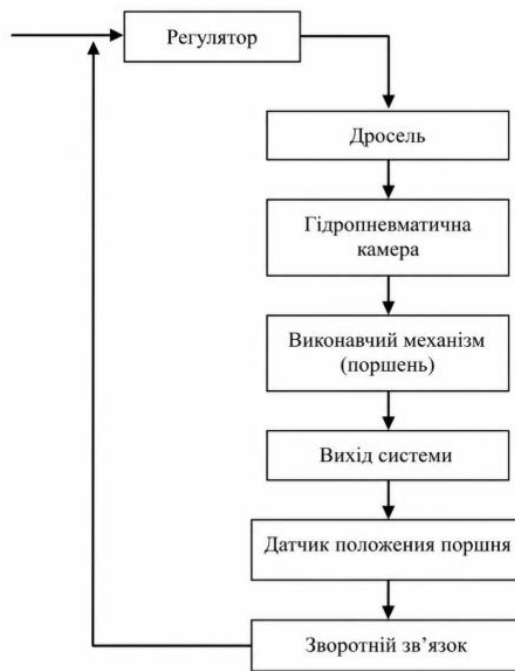 Регулятор
Дросель
Гідропневматична
камера
Виконавчий механізм
(поршень)
Вихід системи
Датчик положення поршня
Зворотній зв’язок